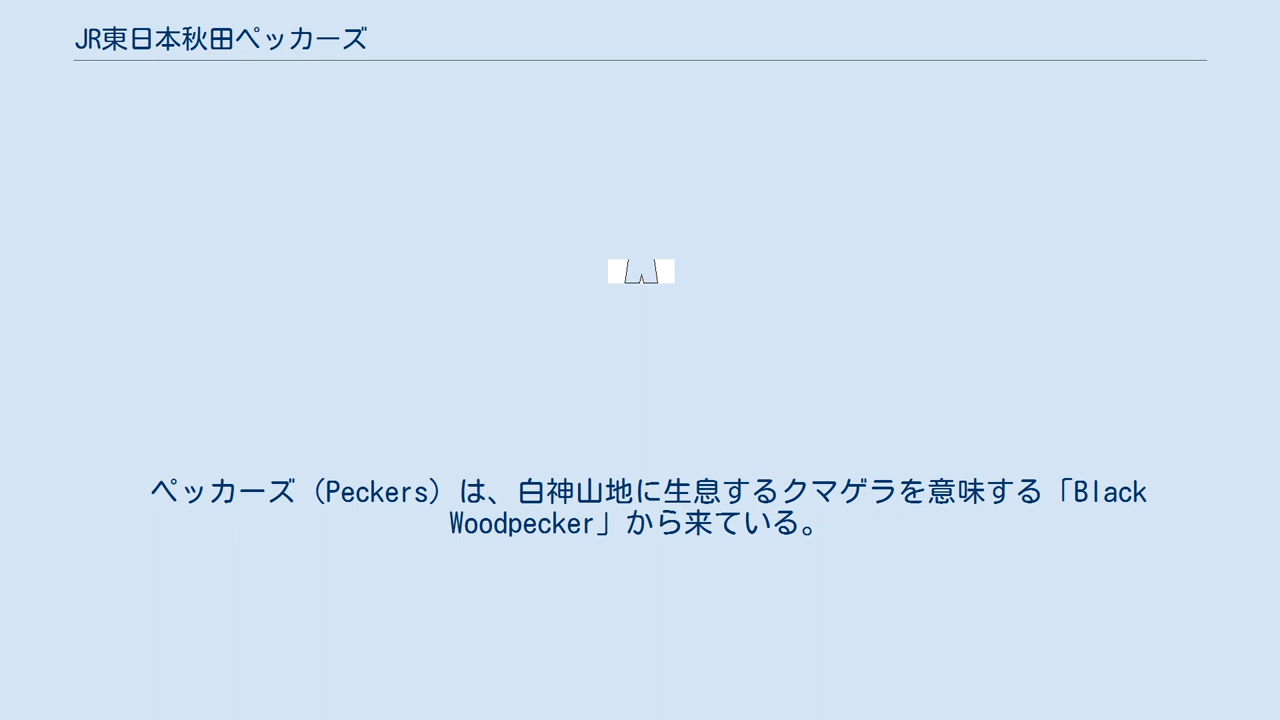 JR東日本秋田ペッカーズ
ペッカーズ（Peckers）は、白神山地に生息するクマゲラを意味する「Black
Woodpecker」から来ている。